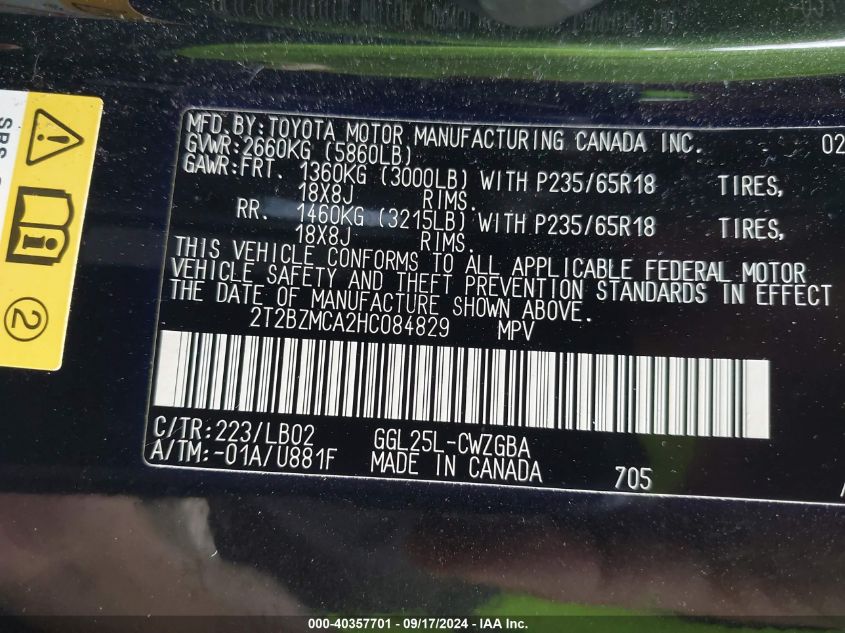 MFD.BY:TOYOTA MOTOR MANUFACTURING CANADA INC. 02
GVWR:2660KG (5860LB)
GAWR:FRT. 1360KG (3000LB) WITH P235/65R18 TIRES,
18X8J RIMS.
RR. 1460KG (3215LB) WITH P235/65R18 TIRES,
18X8J RIMS.
THIS VEHICLE CONFORMS TO ALL APPLICABLE FEDERAL MOTOR
VEHICLE SAFETY AND THEFT PREVENTION STANDARDS IN EFFECT
THE DATE OF MANUFACTURE SHOWN ABOVE.
2T2BZMCA2HC084829 MPV
C/TR:223/LB02 GGL25L-CWZGBA
A/TM:-01A/U881F MADE IN CANADA 705
SRS
2
000-40357701 - 09/17/2024 - IAA Inc.